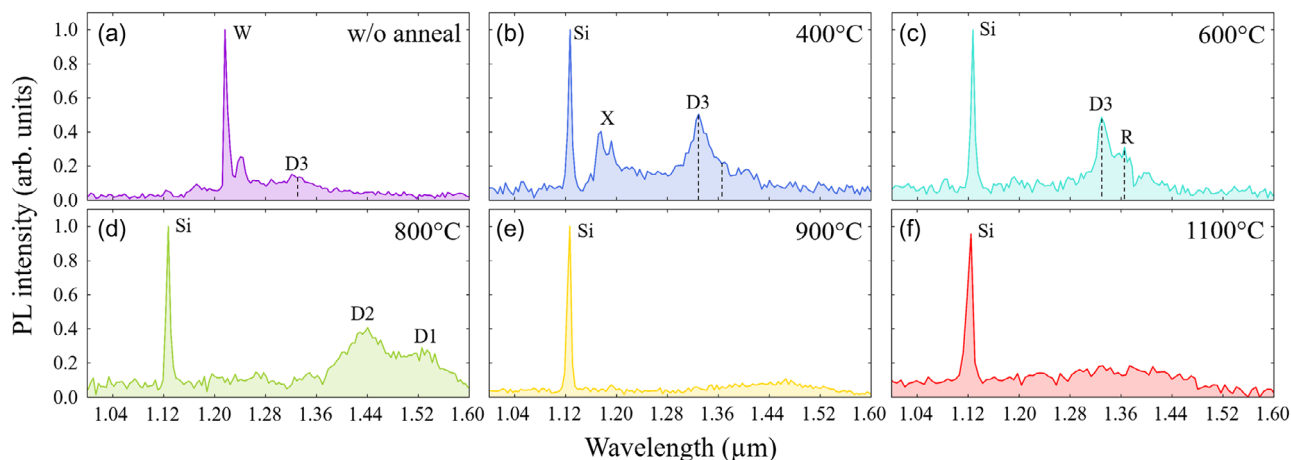 (a) W w/o anneal
D3
(b) Si 400°C
X D3
(c) Si 600°C
D3 R
1.0
0.8
0.6
0.4
0.2
0.0
(d) Si 800°C
D2 D1
(e) Si 900°C
(f) Si 1100°C
1.0
0.8
0.6
0.4
0.2
0.0
1.04 1.12 1.20 1.28 1.36 1.44 1.52 1.60
1.04 1.12 1.20 1.28 1.36 1.44 1.52 1.60
1.04 1.12 1.20 1.28 1.36 1.44 1.52 1.60
PL intensity (arb. units)
Wavelength (µm)